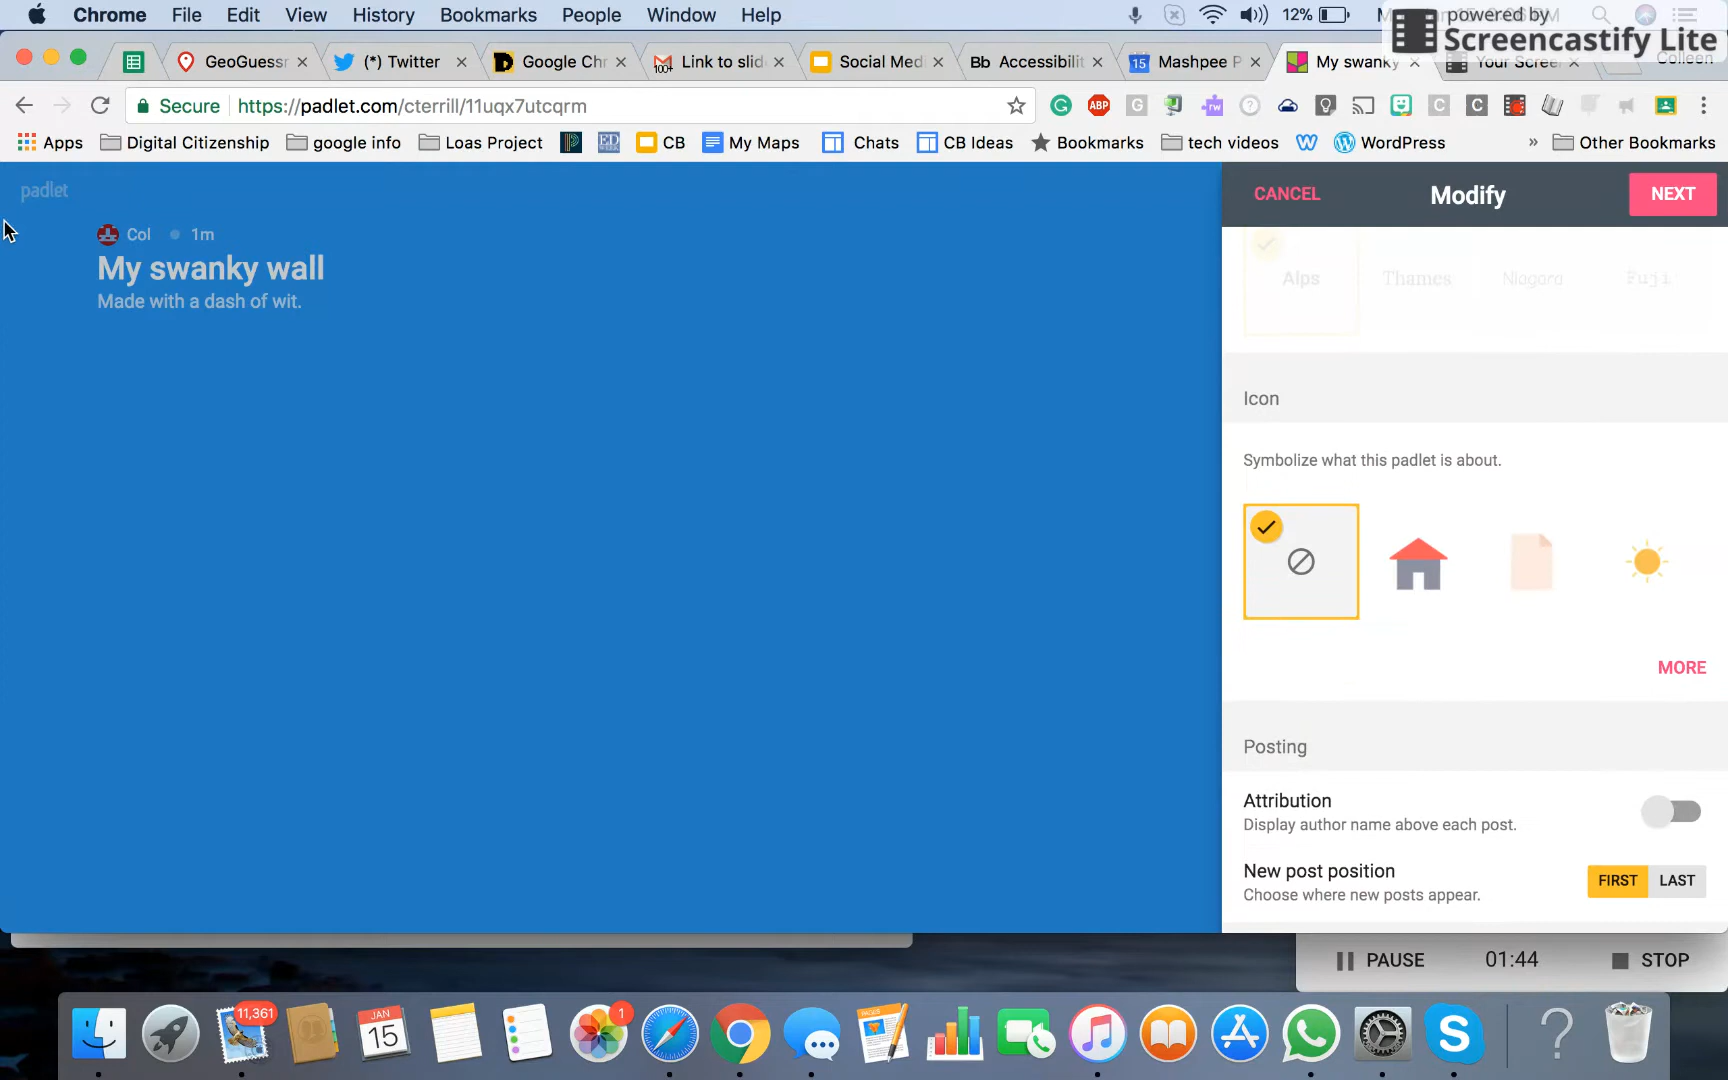 Chrome File Edit View History Bookmarks People Window Help 12%
powered by
Screencastify Lite
GeoGuessr (*) Twitter Google Chr Link to slid Social Med Bb Accessibilit 15 Mashpee P My swanky Your Scree Colleen
Secure https://padlet.com/cterrill/11uqx7utcqrm
Apps Digital Citizenship google info Loas Project CB My Maps Chats CB Ideas Bookmarks tech videos WordPress » Other Bookmarks
padlet
Col 1m
My swanky wall
Made with a dash of wit.
CANCEL Modify NEXT
Alps Thames Niagara Fuji
Icon
Symbolize what this padlet is about.
MORE
Posting
Attribution
Display author name above each post.
New post position FIRST LAST
Choose where new posts appear.
PAUSE 01:44 STOP
11,361 JAN 15 1 PAGES